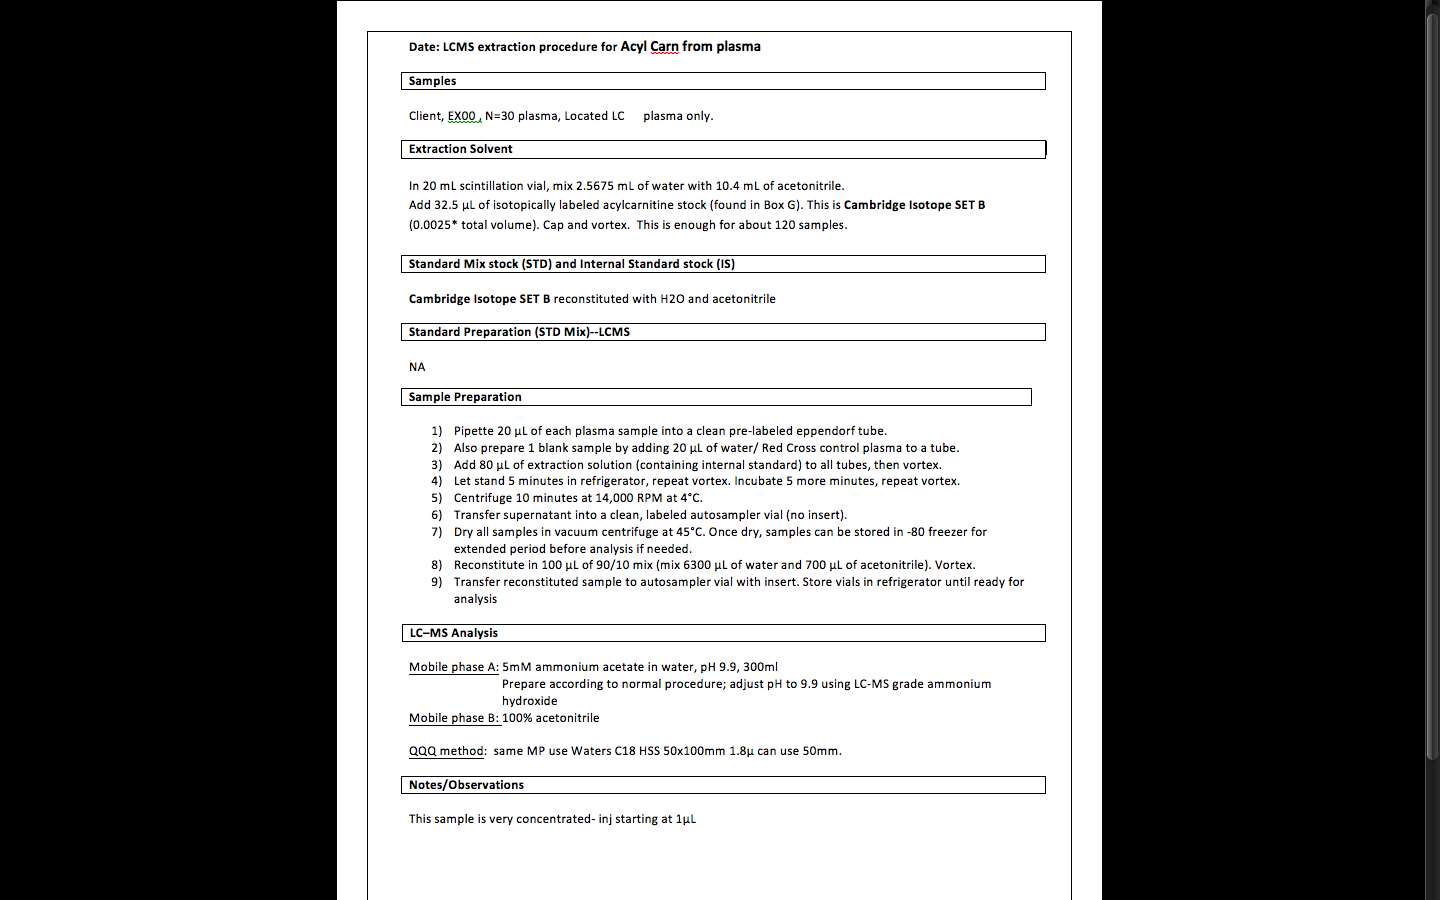 Date: LCMS extraction procedure for Acyl Carn from plasma
Samples
Client, EX00 , N=30 plasma, Located LC    plasma only.
Extraction Solvent
In 20 mL scintillation vial, mix 2.5675 mL of water with 10.4 mL of acetonitrile.
Add 32.5 µL of isotopically labeled acylcarnitine stock (found in Box G). This is Cambridge Isotope SET B
(0.0025* total volume). Cap and vortex.  This is enough for about 120 samples.
Standard Mix stock (STD) and Internal Standard stock (IS)
Cambridge Isotope SET B reconstituted with H2O and acetonitrile
Standard Preparation (STD Mix)--LCMS
NA
Sample Preparation
1) Pipette 20 µL of each plasma sample into a clean pre-labeled eppendorf tube.
2) Also prepare 1 blank sample by adding 20 µL of water/ Red Cross control plasma to a tube.
3) Add 80 µL of extraction solution (containing internal standard) to all tubes, then vortex.
4) Let stand 5 minutes in refrigerator, repeat vortex. Incubate 5 more minutes, repeat vortex.
5) Centrifuge 10 minutes at 14,000 RPM at 4°C.
6) Transfer supernatant into a clean, labeled autosampler vial (no insert).
7) Dry all samples in vacuum centrifuge at 45°C. Once dry, samples can be stored in -80 freezer for
extended period before analysis if needed.
8) Reconstitute in 100 µL of 90/10 mix (mix 6300 µL of water and 700 µL of acetonitrile). Vortex.
9) Transfer reconstituted sample to autosampler vial with insert. Store vials in refrigerator until ready for
analysis
LC–MS Analysis
Mobile phase A: 5mM ammonium acetate in water, pH 9.9, 300ml
Prepare according to normal procedure; adjust pH to 9.9 using LC-MS grade ammonium
hydroxide
Mobile phase B: 100% acetonitrile
QQQ method:  same MP use Waters C18 HSS 50x100mm 1.8µ can use 50mm.
Notes/Observations
This sample is very concentrated- inj starting at 1µL